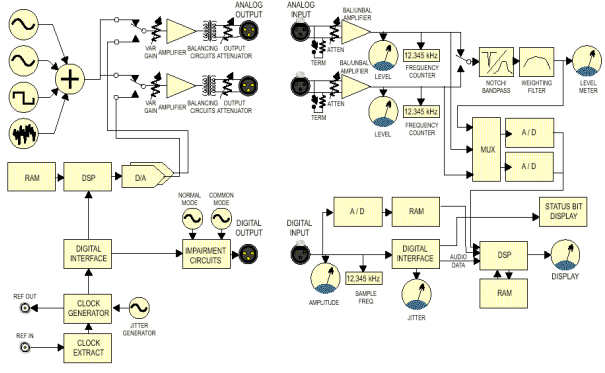 ANALOG
OUTPUT
VAR
GAIN
AMPLIFIER
BALANCING
CIRCUITS
OUTPUT
ATTENUATOR
VAR
GAIN
AMPLIFIER
BALANCING
CIRCUITS
OUTPUT
ATTENUATOR
RAM
DSP
D/A
NORMAL
MODE
COMMON
MODE
DIGITAL
OUTPUT
DIGITAL
INTERFACE
IMPAIRMENT
CIRCUITS
REF OUT
CLOCK
GENERATOR
JITTER
GENERATOR
REF IN
CLOCK
EXTRACT
ANALOG
INPUT
BAL/UNBAL
AMPLIFIER
ATTEN
TERM
LEVEL
12,345 kHz
FREQUENCY
COUNTER
BAL/UNBAL
AMPLIFIER
ATTEN
TERM
LEVEL
12,345 kHz
FREQUENCY
COUNTER
NOTCH/
BANDPASS
WEIGHTING
FILTER
LEVEL
METER
MUX
A / D
A / D
DIGITAL
INPUT
A / D
RAM
STATUS BIT
DISPLAY
DIGITAL
INTERFACE
AUDIO
DATA
DSP
DISPLAY
AMPLITUDE
12,345 kHz
SAMPLE
FREQ
JITTER
RAM